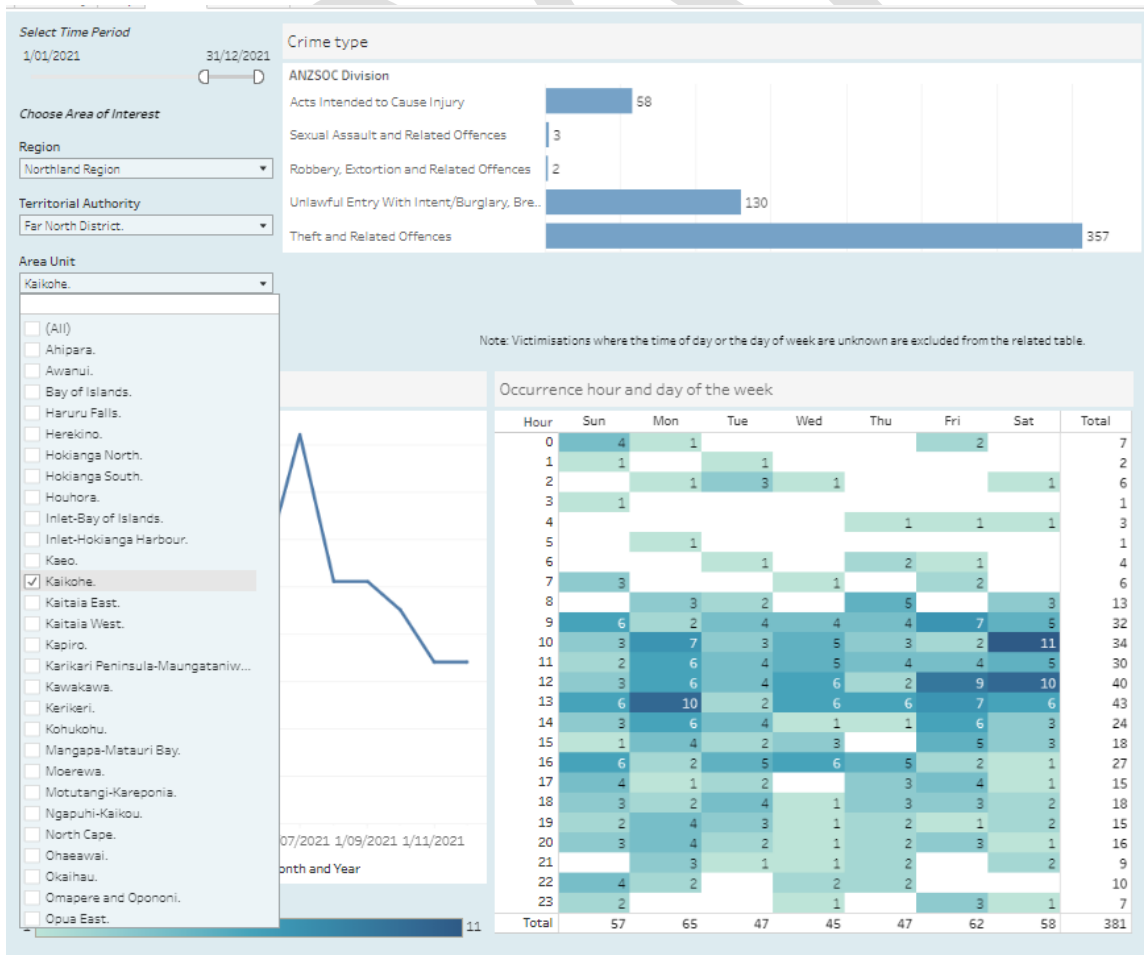 Select Time Period
1/01/2021 31/12/2021
Choose Area of Interest
Region
Northland Region
Territorial Authority
Far North District.
Area Unit
Kaikohe.
(All)
Ahipara.
Awanui.
Bay of Islands.
Haruru Falls.
Herekino.
Hokianga North.
Hokianga South.
Houhora.
Inlet-Bay of Islands.
Inlet-Hokianga Harbour.
Kaeo.
Kaikohe.
Kaitaia East.
Kaitaia West.
Kapiro.
Karikari Peninsula-Maungataniw...
Kawakawa.
Kerikeri.
Kohukohu.
Mangapa-Matauri Bay.
Moerewa.
Motutangi-Kareponia.
Ngapuhi-Kaikou.
North Cape.
Ohaeawai.
Okaihau.
Omapere and Opononi.
Opua East.
Crime type
ANZSOC Division
Acts Intended to Cause Injury 58
Sexual Assault and Related Offences 3
Robbery, Extortion and Related Offences 2
Unlawful Entry With Intent/Burglary, Bre.. 130
Theft and Related Offences 357
Note: Victimisations where the time of day or the day of week are unknown are excluded from the related table.
07/2021 1/09/2021 1/11/2021
onth and Year
11
Occurrence hour and day of the week
Hour Sun Mon Tue Wed Thu Fri Sat Total
0 4 1 2 7
1 1 1 2
2 1 3 1 1 6
3 1 1
4 1 1 1 3
5 1 1
6 1 2 1 4
7 3 1 2 6
8 3 2 5 3 13
9 6 2 4 4 4 7 5 32
10 3 7 3 5 3 2 11 34
11 2 6 4 5 4 4 5 30
12 3 6 4 6 2 9 10 40
13 6 10 2 6 6 7 6 43
14 3 6 4 1 1 6 3 24
15 1 4 2 3 5 3 18
16 6 2 5 6 5 2 1 27
17 4 1 2 3 4 1 15
18 3 2 4 1 3 3 2 18
19 2 4 3 1 2 1 2 15
20 3 4 2 1 2 3 1 16
21 3 1 1 2 2 9
22 4 2 2 2 10
23 2 1 3 1 7
Total 57 65 47 45 47 62 58 381